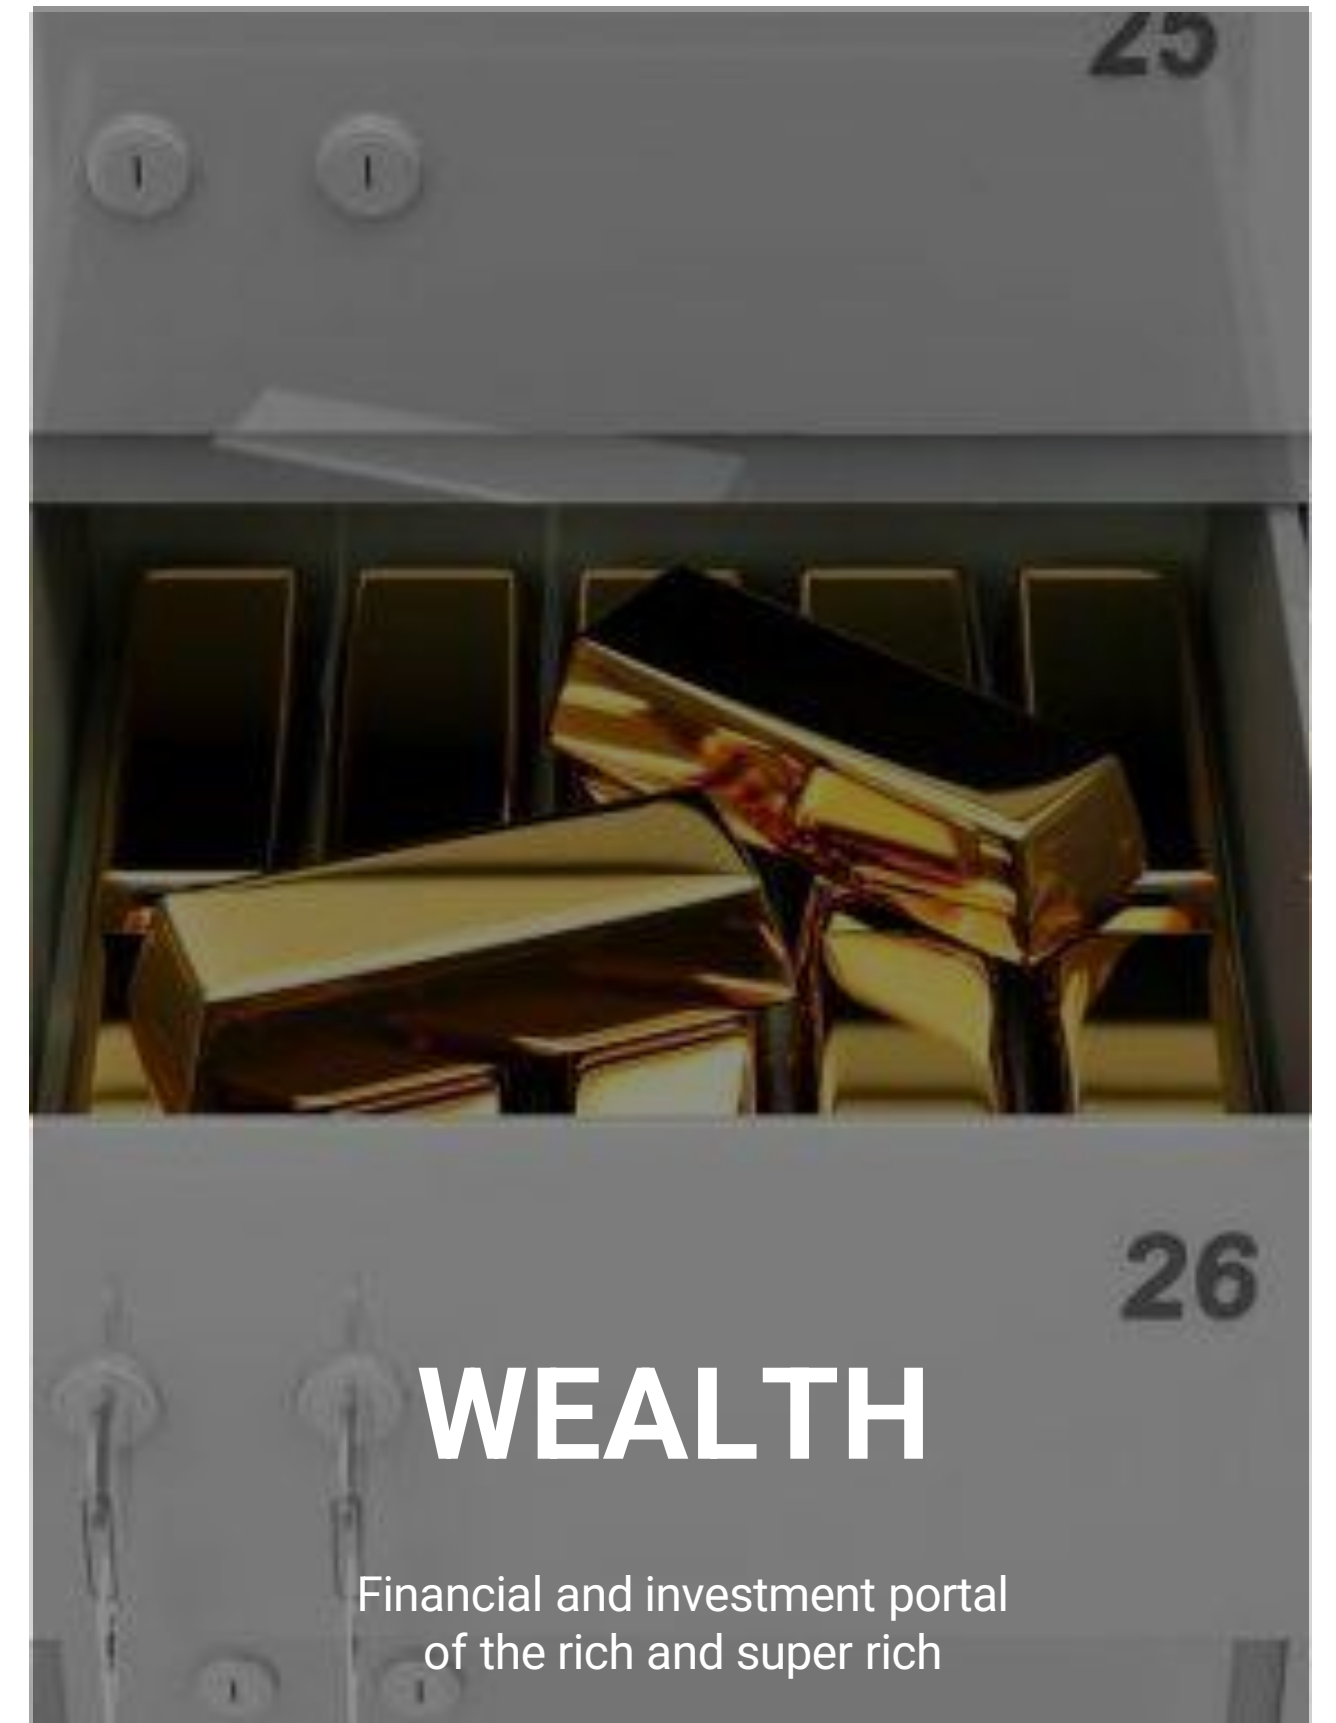 25
26
WEALTH
Financial and investment portal
of the rich and super rich